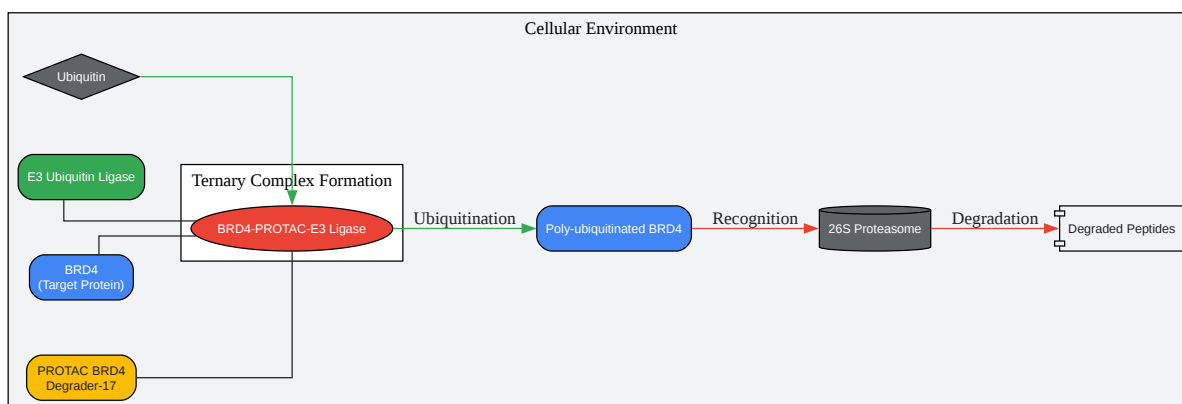 Cellular Environment
Ubiquitin
E3 Ubiquitin Ligase
Ternary Complex Formation
BRD4-PROTAC-E3 Ligase
Ubiquitination
Poly-ubiquitinated BRD4
Recognition
26S Proteasome
Degradation
Degraded Peptides
BRD4
(Target Protein)
PROTAC BRD4
Degrader-17